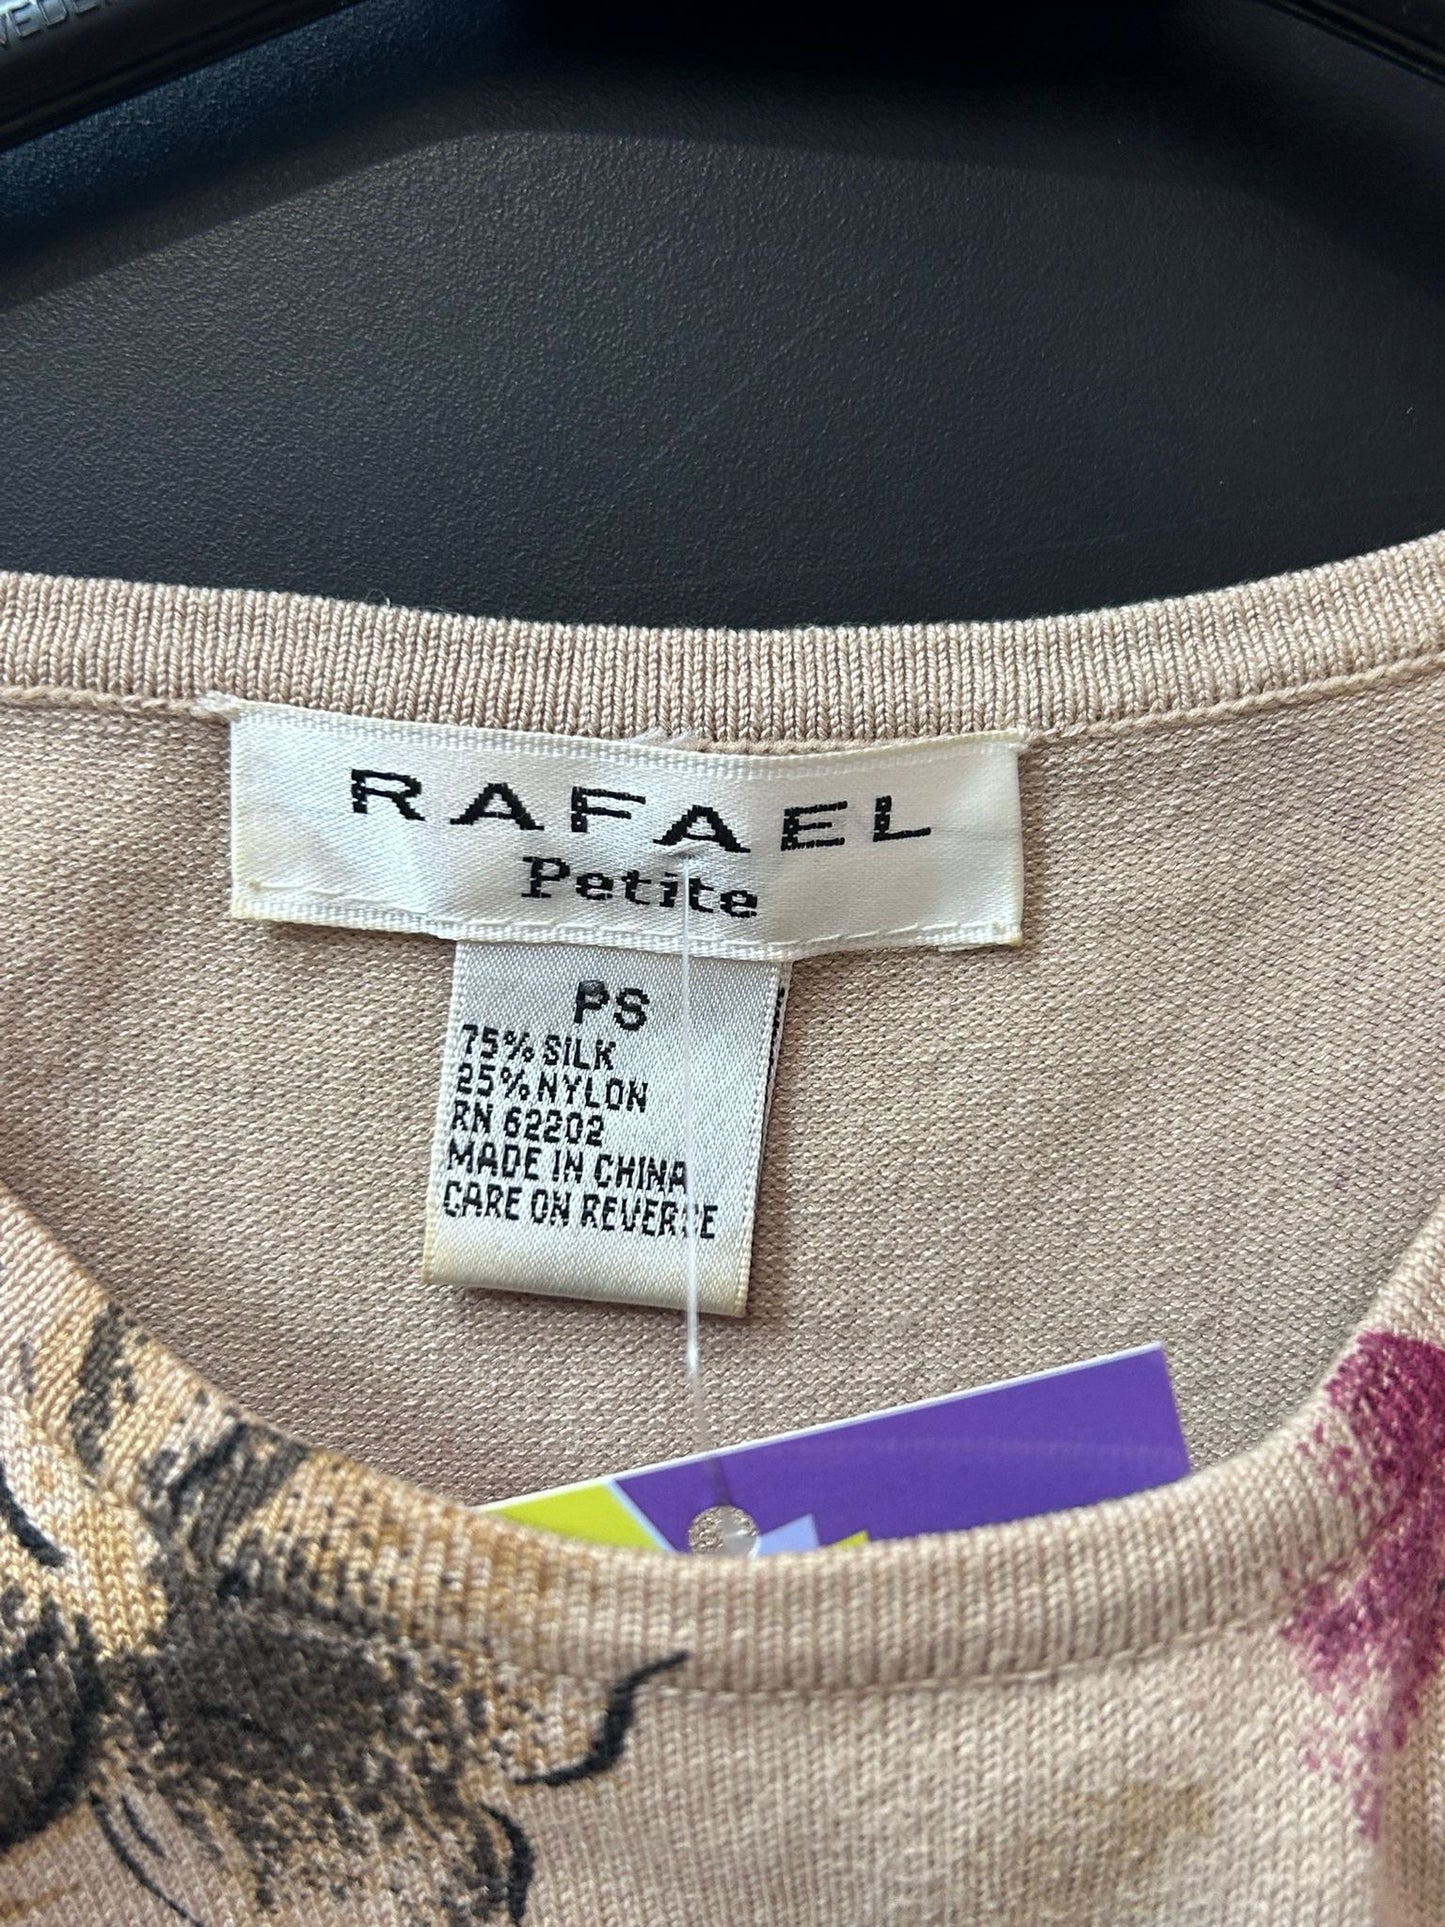 RAFAEL
Petite
PS
75% SILK
25% NYLON
RN 62202
MADE IN CHINA
CARE ON REVERSE